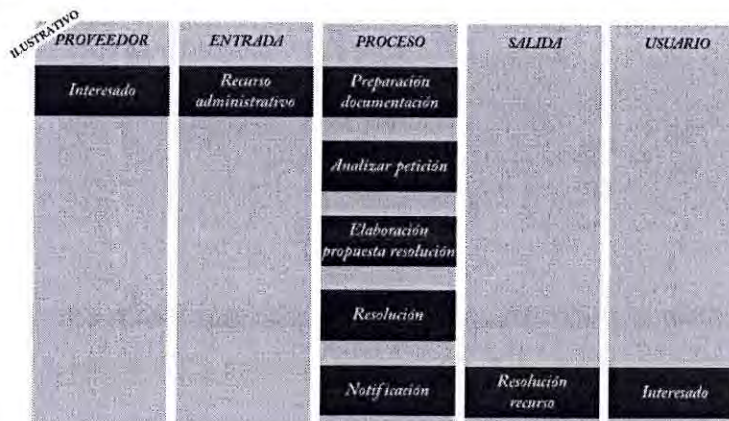 ILUSTRATIVO
PROVEEDOR ENTRADA PROCESO SALIDA USUARIO
Interesado
Recurso
administrativo
Preparación
documentación
Analizar petición
Elaboración
propuesta resolución
Resolución
Notificación
Resolución
recurso
Interesado